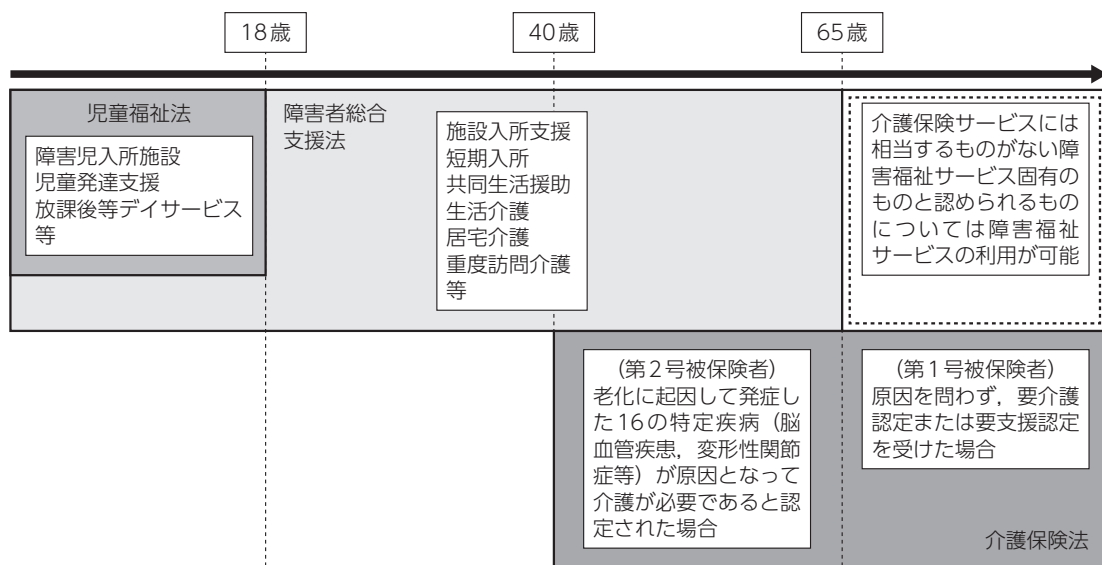 18歳
40歳
65歳
児童福祉法
障害児入所施設
児童発達支援
放課後等デイサービス
等
障害者総合
支援法
施設入所支援
短期入所
共同生活援助
生活介護
居宅介護
重度訪問介護
等
介護保険サービスには
相当するものがない障
害福祉サービス固有の
ものと認められるもの
については障害福祉
サービスの利用が可能
(第2号被保険者)
老化に起因して発症し
た16の特定疾病(脳
血管疾患,変形性関節
症等)が原因となって
介護が必要であると認
定された場合
(第1号被保険者)
原因を問わず,要介護
認定または要支援認定
を受けた場合
介護保険法